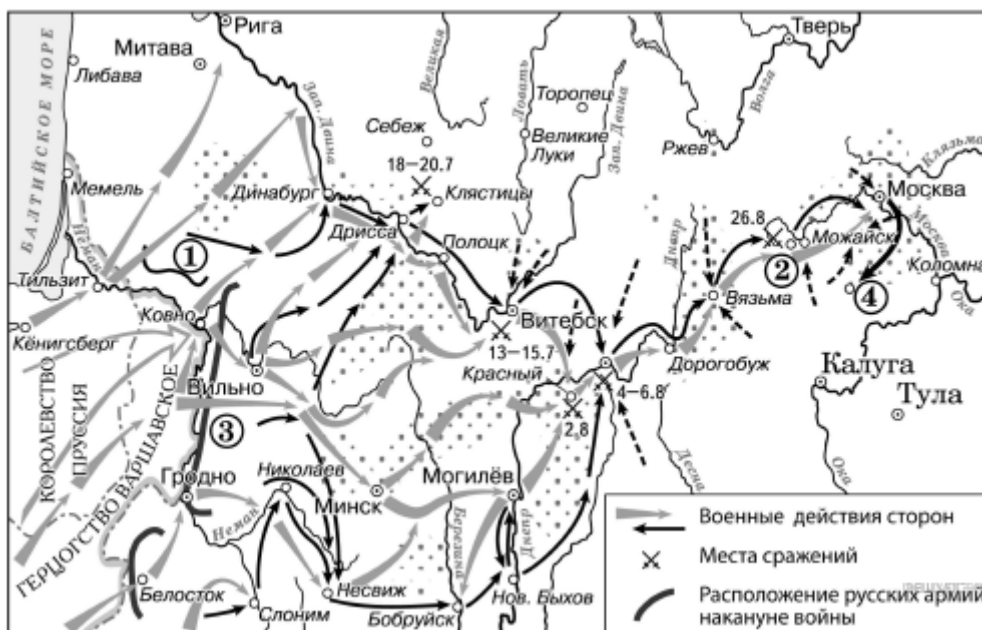 Рига
Тверь
Митава
Либава
БАЛТИЙСКОЕ МОРЕ
Зап. Двина
Великая
Ловать
Торопец
Волга
Себеж
Великие
Луки
Зап. Двина
Ржев
Клязьма
18–20.7
Мемель
Динабург
Клястицы
Москва
Дрисса
Днепр
26.8
Москва
Неман
1
Полоцк
Можайск
2
Коломна
Тильзит
4
Вязьма
Ока
Ковно
Витебск
Кёнигсберг
13–15.7
Дорогобуж
Вильно
Красный
Калуга
4–6.8
Тула
КОРОЛЕВСТВО
ПРУССИЯ
ГЕРЦОГСТВО ВАРШАВСКОЕ
3
2.8
Николаев
Могилёв
Десна
Ока
Гродно
Минск
Неман
Березина
Днепр
Военные действия сторон
Места сражений
Белосток
Несвиж
Нов. Быхов
Слоним
Бобруйск
Расположение русских армий
накануне войны